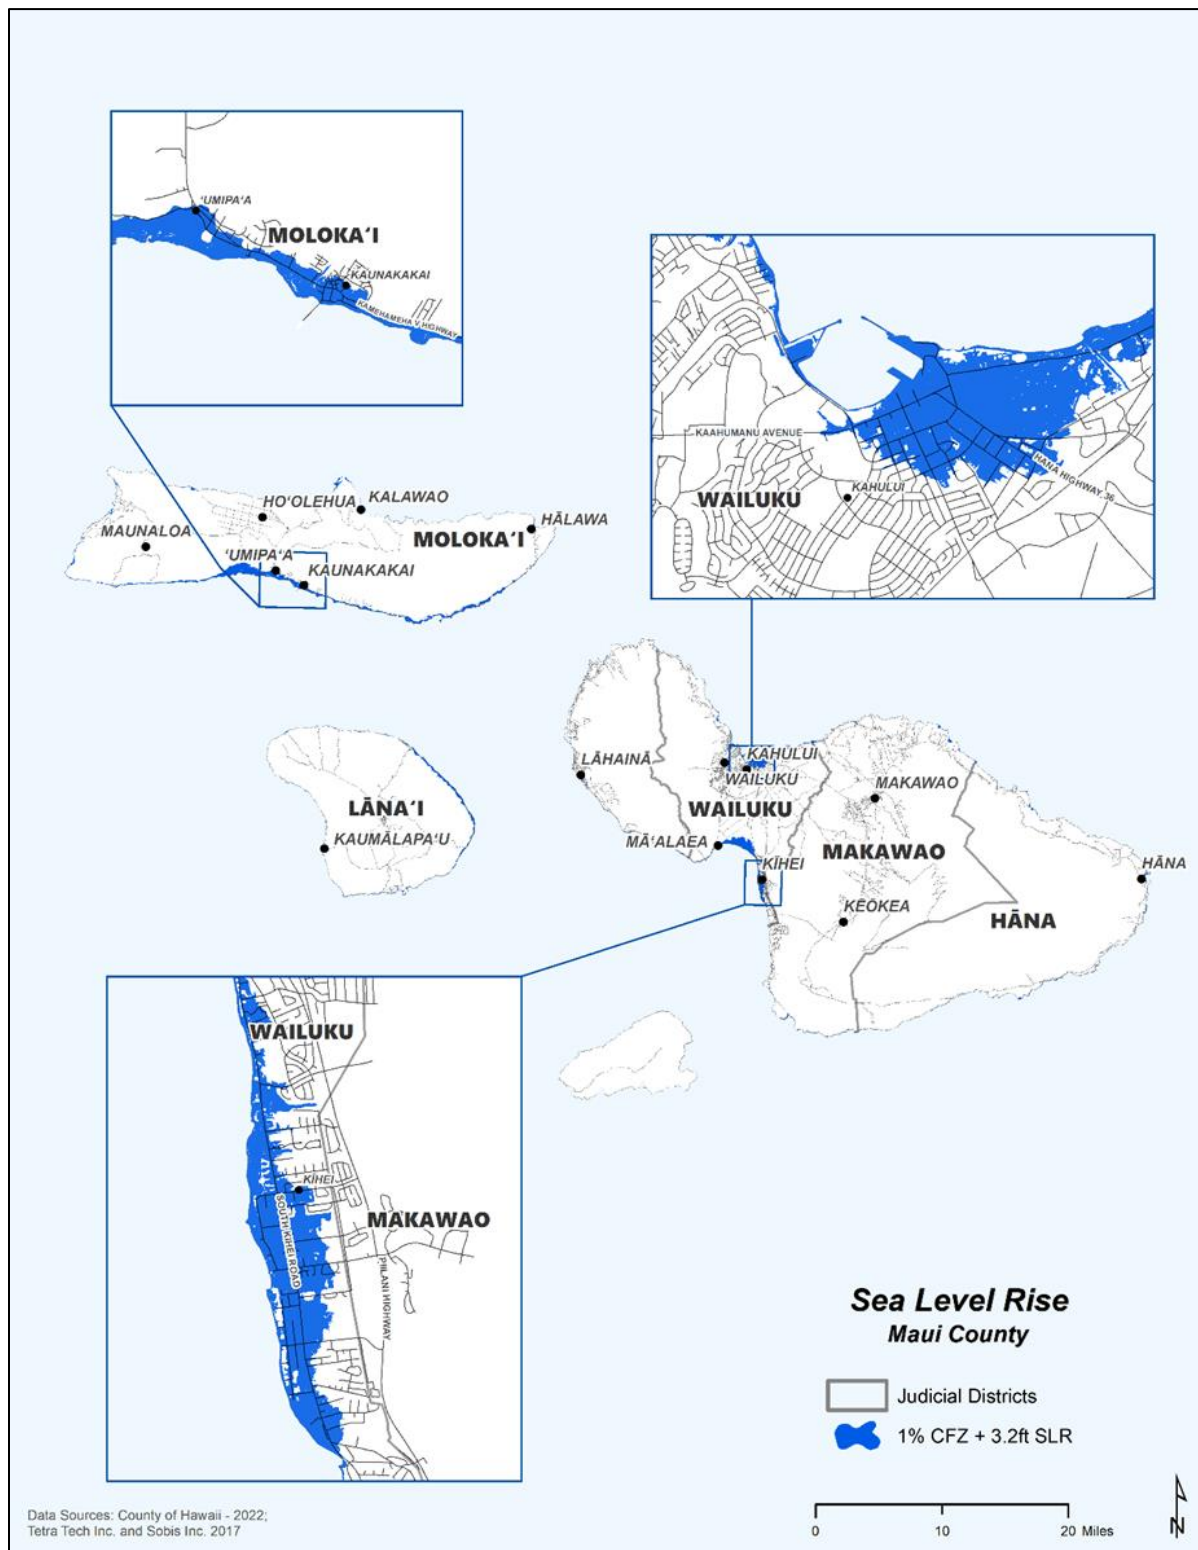 ‘UMIPA‘A
MOLOKA‘I
KAUNAKAKAI
KAMEHAMEHA V HIGHWAY
KAAHUMANU AVENUE
HANA HIGHWAY 36
WAILUKU
KAHULUI
HO‘OLEHUA
KALAWAO
MAUNALOA
HĀLAWA
MOLOKA‘I
‘UMIPA‘A
KAUNAKAKAI
LĀHAINĀ
KAHULUI
WAILUKU
MAKAWAO
LĀNA‘I
WAILUKU
KAUMĀLAPA‘U
MĀ‘ALAEA
MAKAWAO
KĪHEI
HĀNA
KEŌKEA
HĀNA
WAILUKU
KĪHEI
SOUTH KIHEI ROAD
MAKAWAO
PIILANI HIGHWAY
Sea Level Rise
Maui County
Judicial Districts
1% CFZ + 3.2ft SLR
Data Sources: County of Hawaii - 2022;
Tetra Tech Inc. and Sobis Inc. 2017
0 10 20 Miles
N